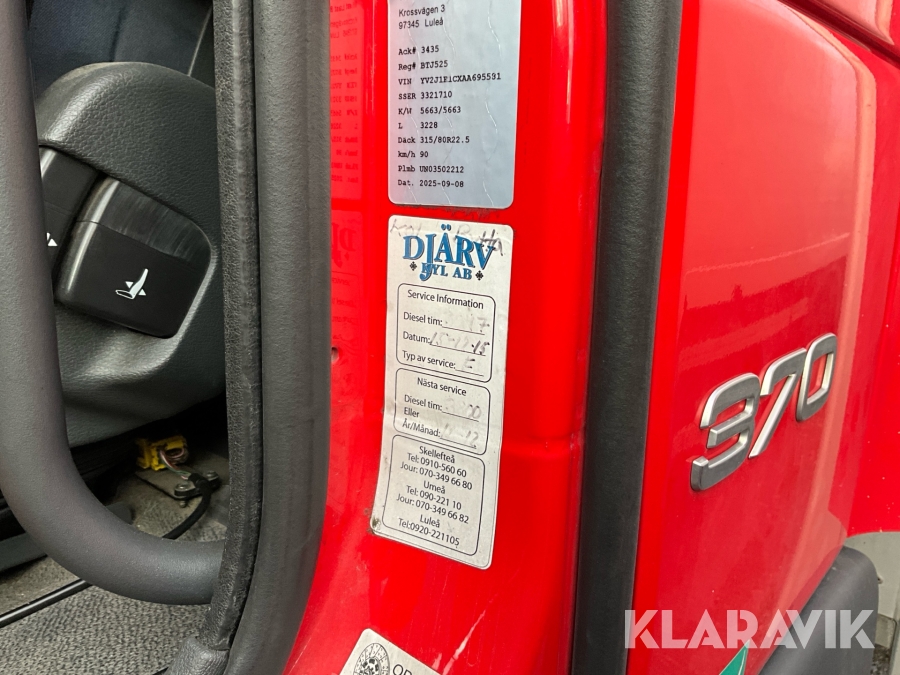 Krossvägen 3
97345 Luleå
Ack# 3435
Reg# BTJ525
VIN YV2J1E1CXAA695591
SSER 3321710
K/W 5663/5663
L 3228
Däck 315/80R22.5
km/h 90
Plmb UN03502212
Dat. 2025-09-08
DJÄRV
KYL AB
Service Information
Diesel tim:
Datum:
Typ av service: E
Nästa service
Diesel tim:
Eller
År/Månad:
Skellefteå
Tel: 0910-560 60
Jour: 070-349 66 80
Umeå
Tel: 090-221 10
Jour: 070-349 66 82
Luleå
Tel:0920-221105
370
KLARAVIK